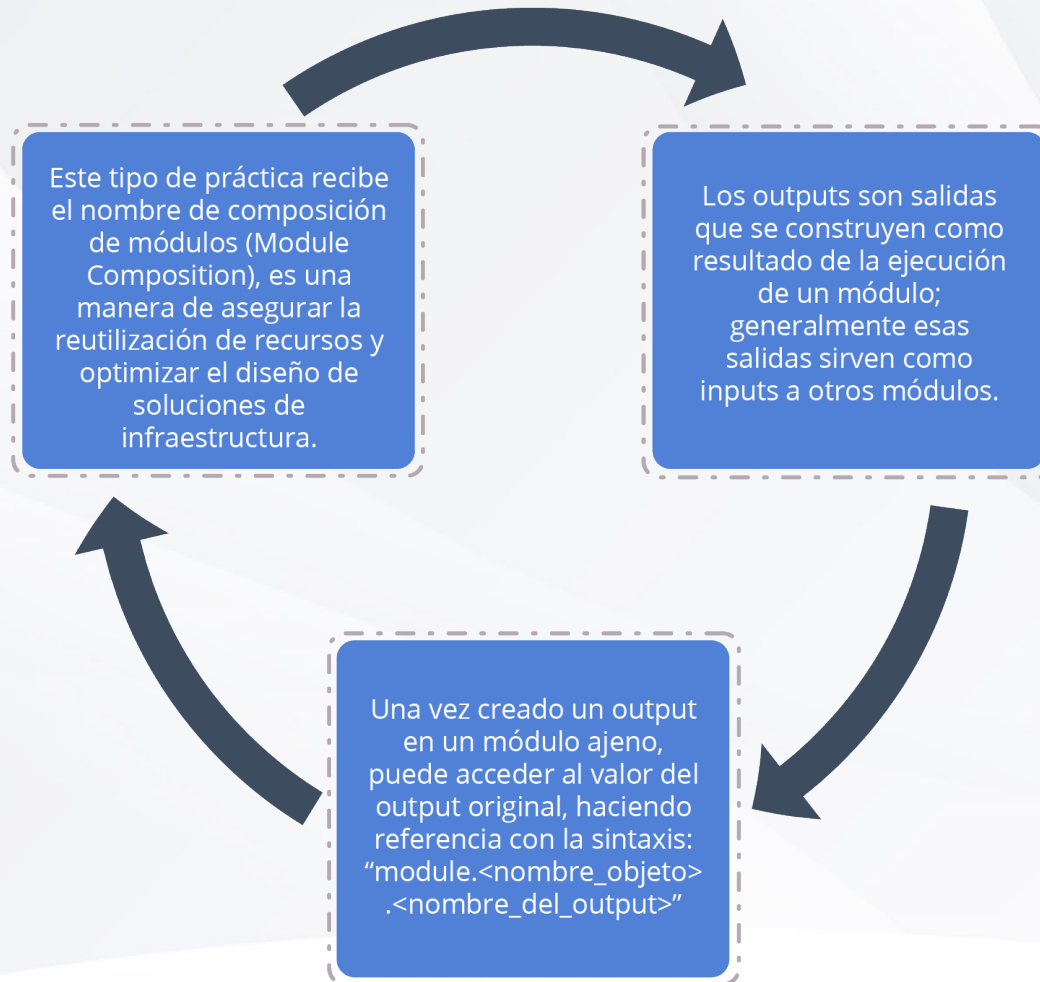 Este tipo de práctica recibe
el nombre de composición
de módulos (Module
Composition), es una
manera de asegurar la
reutilización de recursos y
optimizar el diseño de
soluciones de
infraestructura.
Los outputs son salidas
que se construyen como
resultado de la ejecución
de un módulo;
generalmente esas
salidas sirven como
inputs a otros módulos.
Una vez creado un output
en un módulo ajeno,
puede acceder al valor del
output original, haciendo
referencia con la sintaxis:
“module.<nombre_objeto>
.<nombre_del_output>”